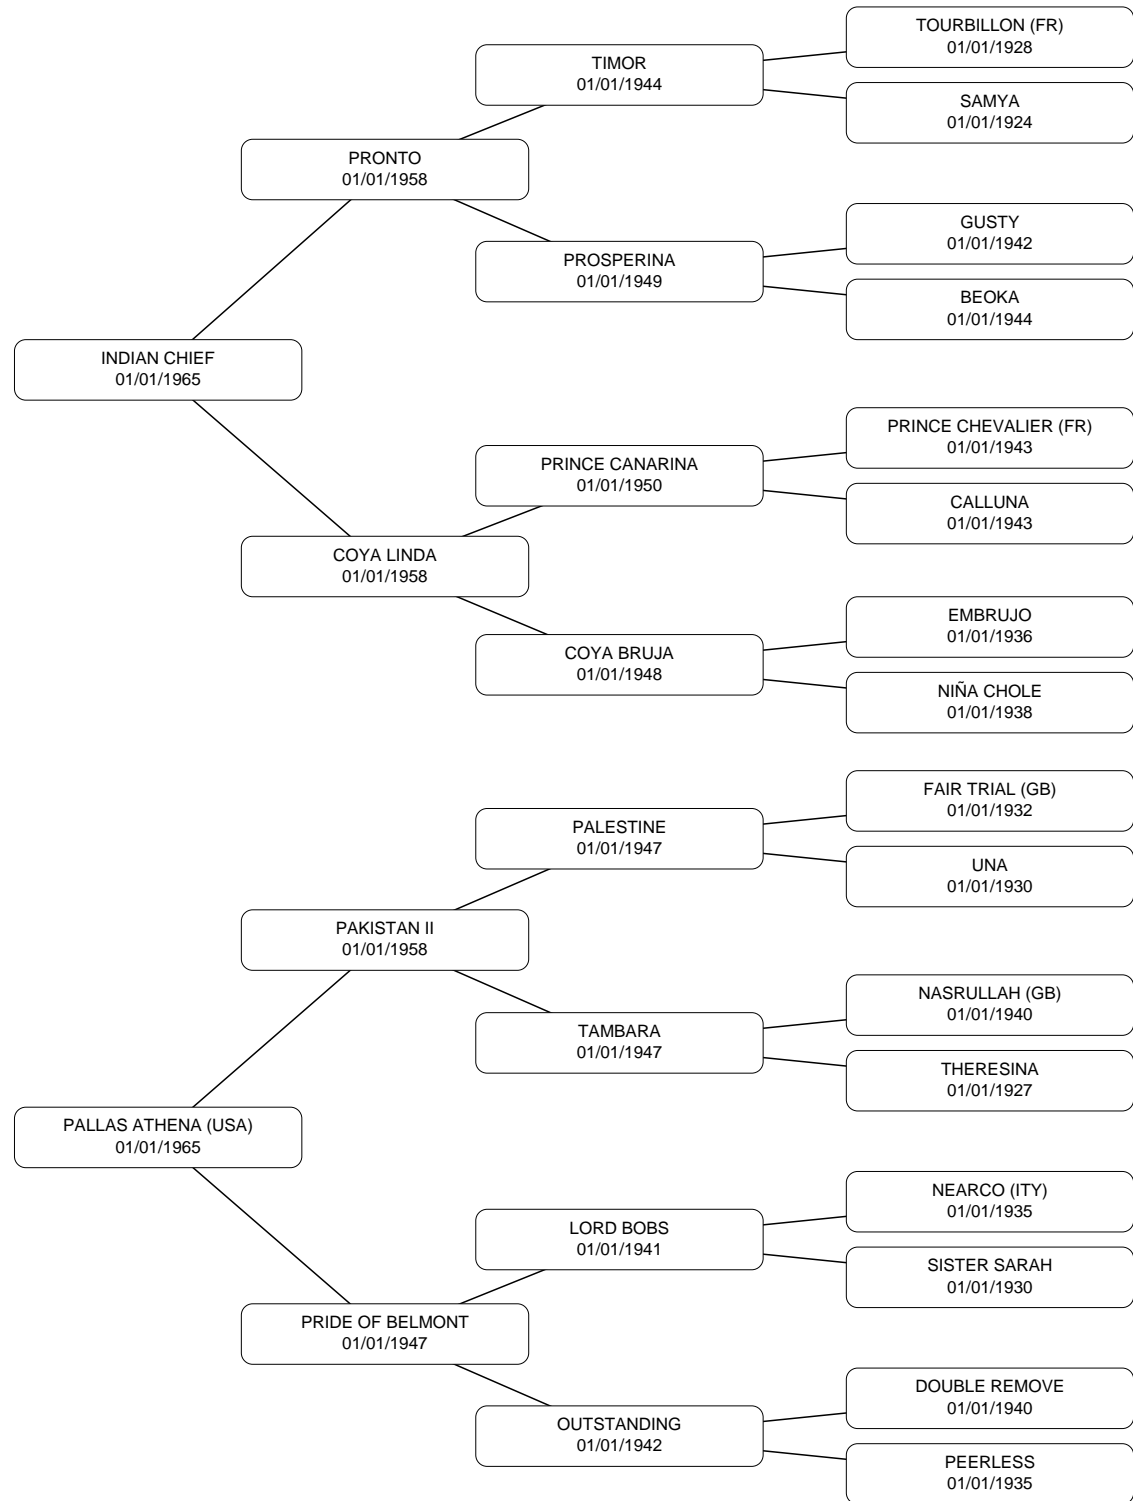 TOURBILLON (FR)
01/01/1928
TIMOR
01/01/1944
SAMYA
01/01/1924
PRONTO
01/01/1958
GUSTY
01/01/1942
PROSPERINA
01/01/1949
BEOKA
01/01/1944
INDIAN CHIEF
01/01/1965
PRINCE CHEVALIER (FR)
01/01/1943
PRINCE CANARINA
01/01/1950
CALLUNA
01/01/1943
COYA LINDA
01/01/1958
EMBRUJO
01/01/1936
COYA BRUJA
01/01/1948
NIÑA CHOLE
01/01/1938
FAIR TRIAL (GB)
01/01/1932
PALESTINE
01/01/1947
UNA
01/01/1930
PAKISTAN II
01/01/1958
NASRULLAH (GB)
01/01/1940
TAMBARA
01/01/1947
THERESINA
01/01/1927
PALLAS ATHENA (USA)
01/01/1965
NEARCO (ITY)
01/01/1935
LORD BOBS
01/01/1941
SISTER SARAH
01/01/1930
PRIDE OF BELMONT
01/01/1947
DOUBLE REMOVE
01/01/1940
OUTSTANDING
01/01/1942
PEERLESS
01/01/1935